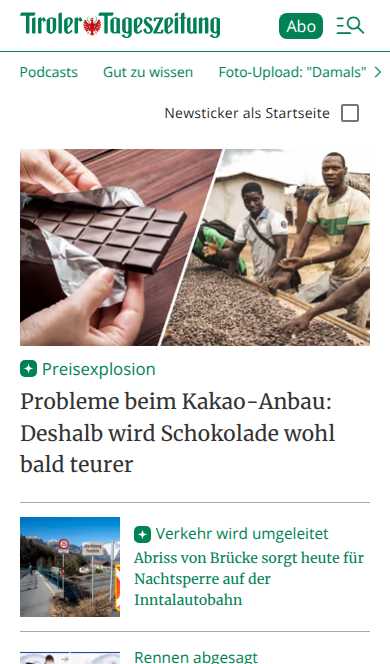 Tiroler Tageszeitung
Abo
Podcasts Gut zu wissen Foto-Upload: "Damals"
Newsticker als Startseite
Preisexplosion
Probleme beim Kakao-Anbau:
Deshalb wird Schokolade wohl
bald teurer
Verkehr wird umgeleitet
Abriss von Brücke sorgt heute für
Nachtsperre auf der
Inntalautobahn
Rennen abgesagt